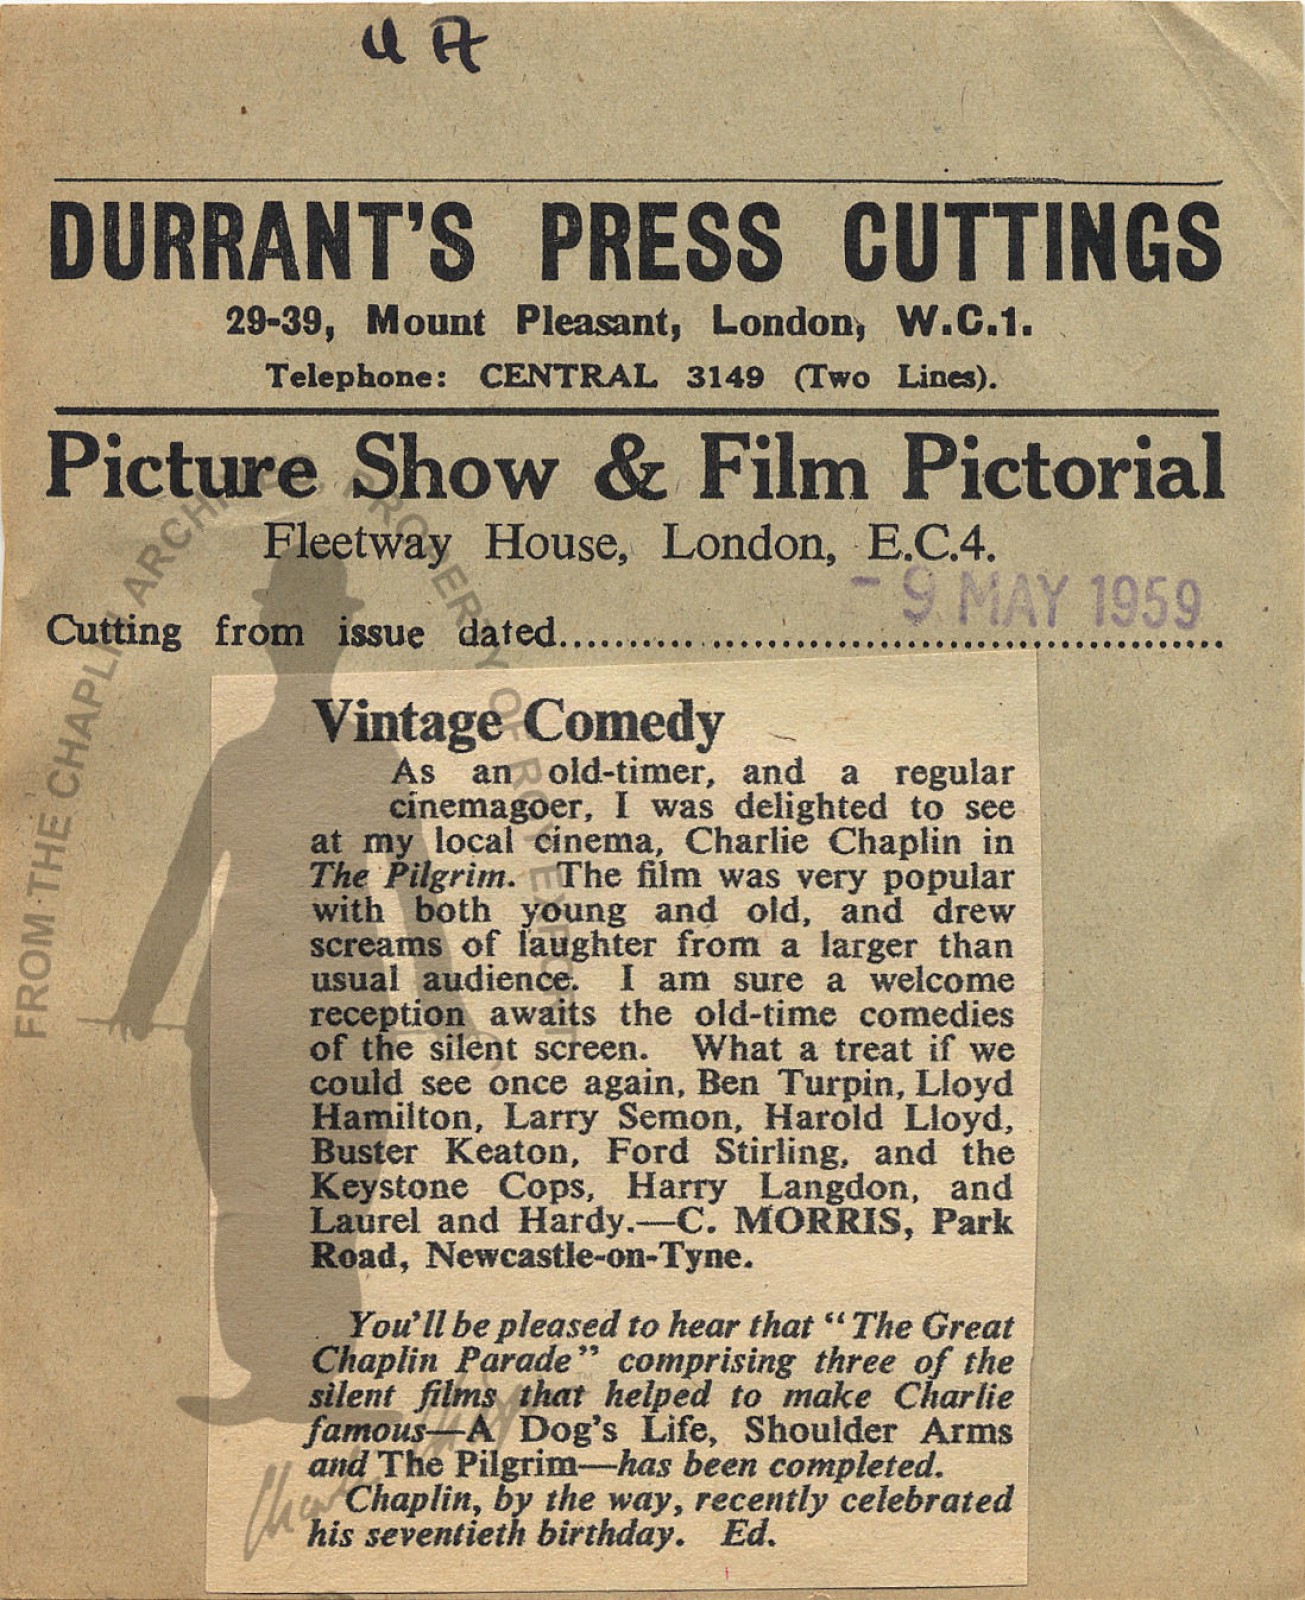 UA
DURRANT'S PRESS CUTTINGS
29-39, Mount Pleasant, London, W.C.1.
Telephone: CENTRAL 3149 (Two Lines).
Picture Show & Film Pictorial
Fleetway House, London, E.C.4.
- 9 MAY 1959
Cutting from issue dated
Vintage Comedy
As an old-timer, and a regular
cinemagoer, I was delighted to see
at my local cinema, Charlie Chaplin in
The Pilgrim. The film was very popular
with both young and old, and drew
screams of laughter from a larger than
usual audience. I am sure a welcome
reception awaits the old-time comedies
of the silent screen. What a treat if we
could see once again, Ben Turpin, Lloyd
Hamilton, Larry Semon, Harold Lloyd,
Buster Keaton, Ford Stirling, and the
Keystone Cops, Harry Langdon, and
Laurel and Hardy.—C. MORRIS, Park
Road, Newcastle-on-Tyne.
You'll be pleased to hear that "The Great
Chaplin Parade" comprising three of the
silent films that helped to make Charlie
famous—A Dog's Life, Shoulder Arms
and The Pilgrim—has been completed.
Chaplin, by the way, recently celebrated
his seventieth birthday. Ed.
FROM THE CHAPLIN ARCHIVES PROPERTY OF ROY EXPORT